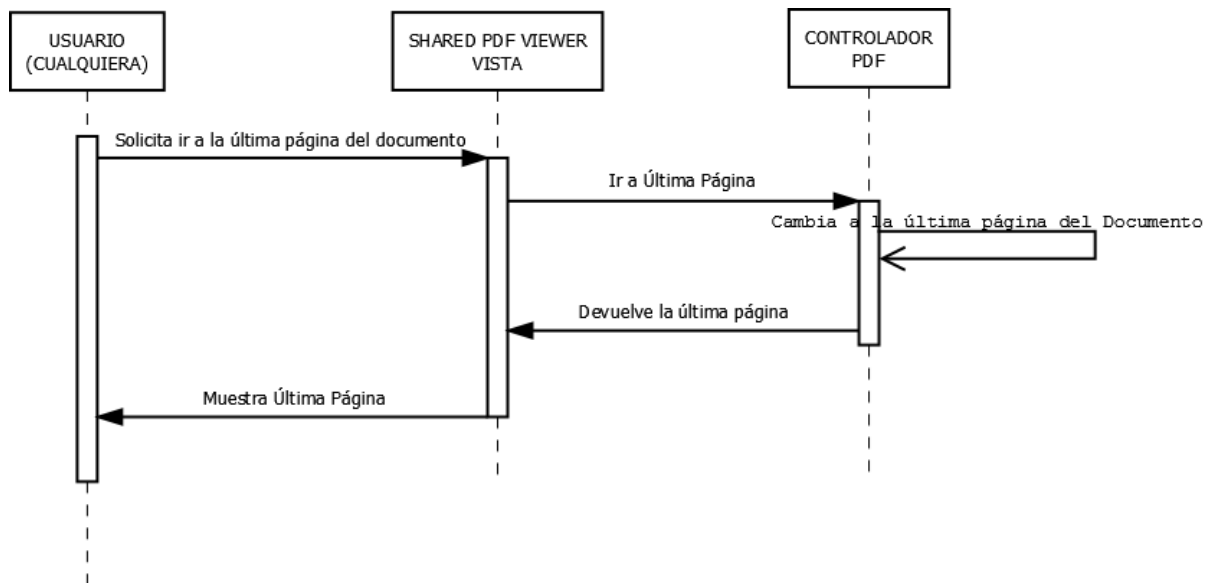 USUARIO
(CUALQUIERA)
SHARED PDF VIEWER
VISTA
CONTROLADOR
PDF
Solicita ir a la última página del documento
Ir a Última Página
Cambia a la última página del Documento
Devuelve la última página
Muestra Última Página